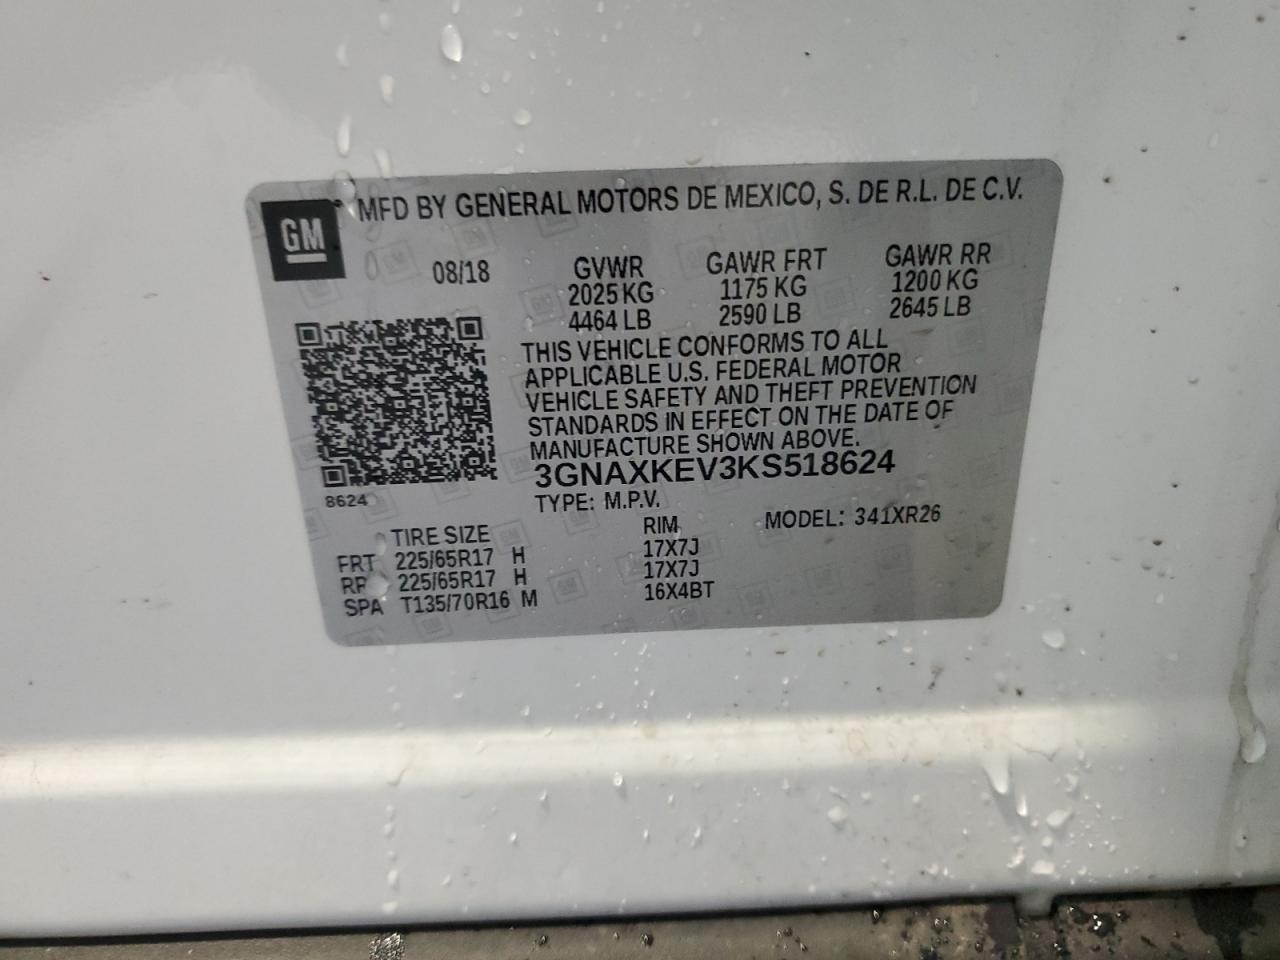 GM
MFD BY GENERAL MOTORS DE MEXICO, S. DE R.L. DE C.V.
08/18 GVWR GAWR FRT GAWR RR
2025 KG 1175 KG 1200 KG
4464 LB 2590 LB 2645 LB
THIS VEHICLE CONFORMS TO ALL
APPLICABLE U.S. FEDERAL MOTOR
VEHICLE SAFETY AND THEFT PREVENTION
STANDARDS IN EFFECT ON THE DATE OF
MANUFACTURE SHOWN ABOVE.
3GNAXKEV3KS518624
8624
TYPE: M.P.V.
TIRE SIZE RIM MODEL: 341XR26
FRT 225/65R17 H 17X7J
RR 225/65R17 H 17X7J
SPA T135/70R16 M 16X4BT